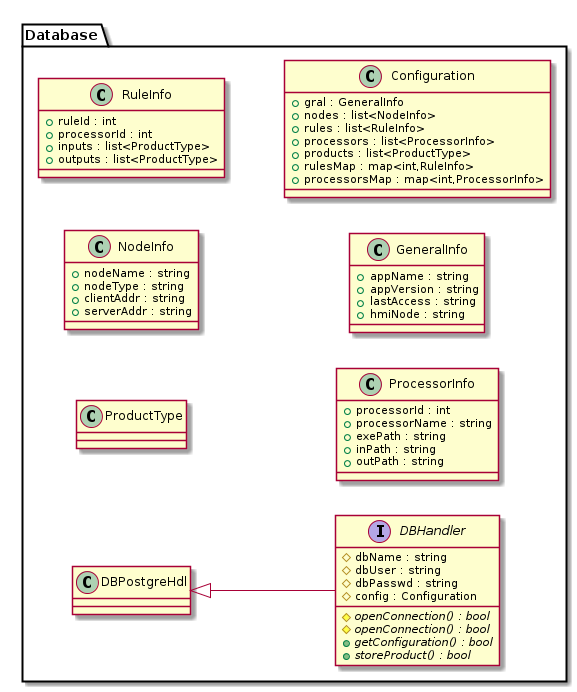 Database
C RuleInfo
ruleId : int
processorId : int
inputs : list<ProductType>
outputs : list<ProductType>
C Configuration
gral : GeneralInfo
nodes : list<NodeInfo>
rules : list<RuleInfo>
processors : list<ProcessorInfo>
products : list<ProductType>
rulesMap : map<int,RuleInfo>
processorsMap : map<int,ProcessorInfo>
C NodeInfo
nodeName : string
nodeType : string
clientAddr : string
serverAddr : string
C GeneralInfo
appName : string
appVersion : string
lastAccess : string
hmiNode : string
C ProductType
C ProcessorInfo
processorId : int
processorName : string
exePath : string
inPath : string
outPath : string
C DBPostgreHdl
I DBHandler
dbName : string
dbUser : string
dbPasswd : string
config : Configuration
openConnection() : bool
openConnection() : bool
getConfiguration() : bool
storeProduct() : bool